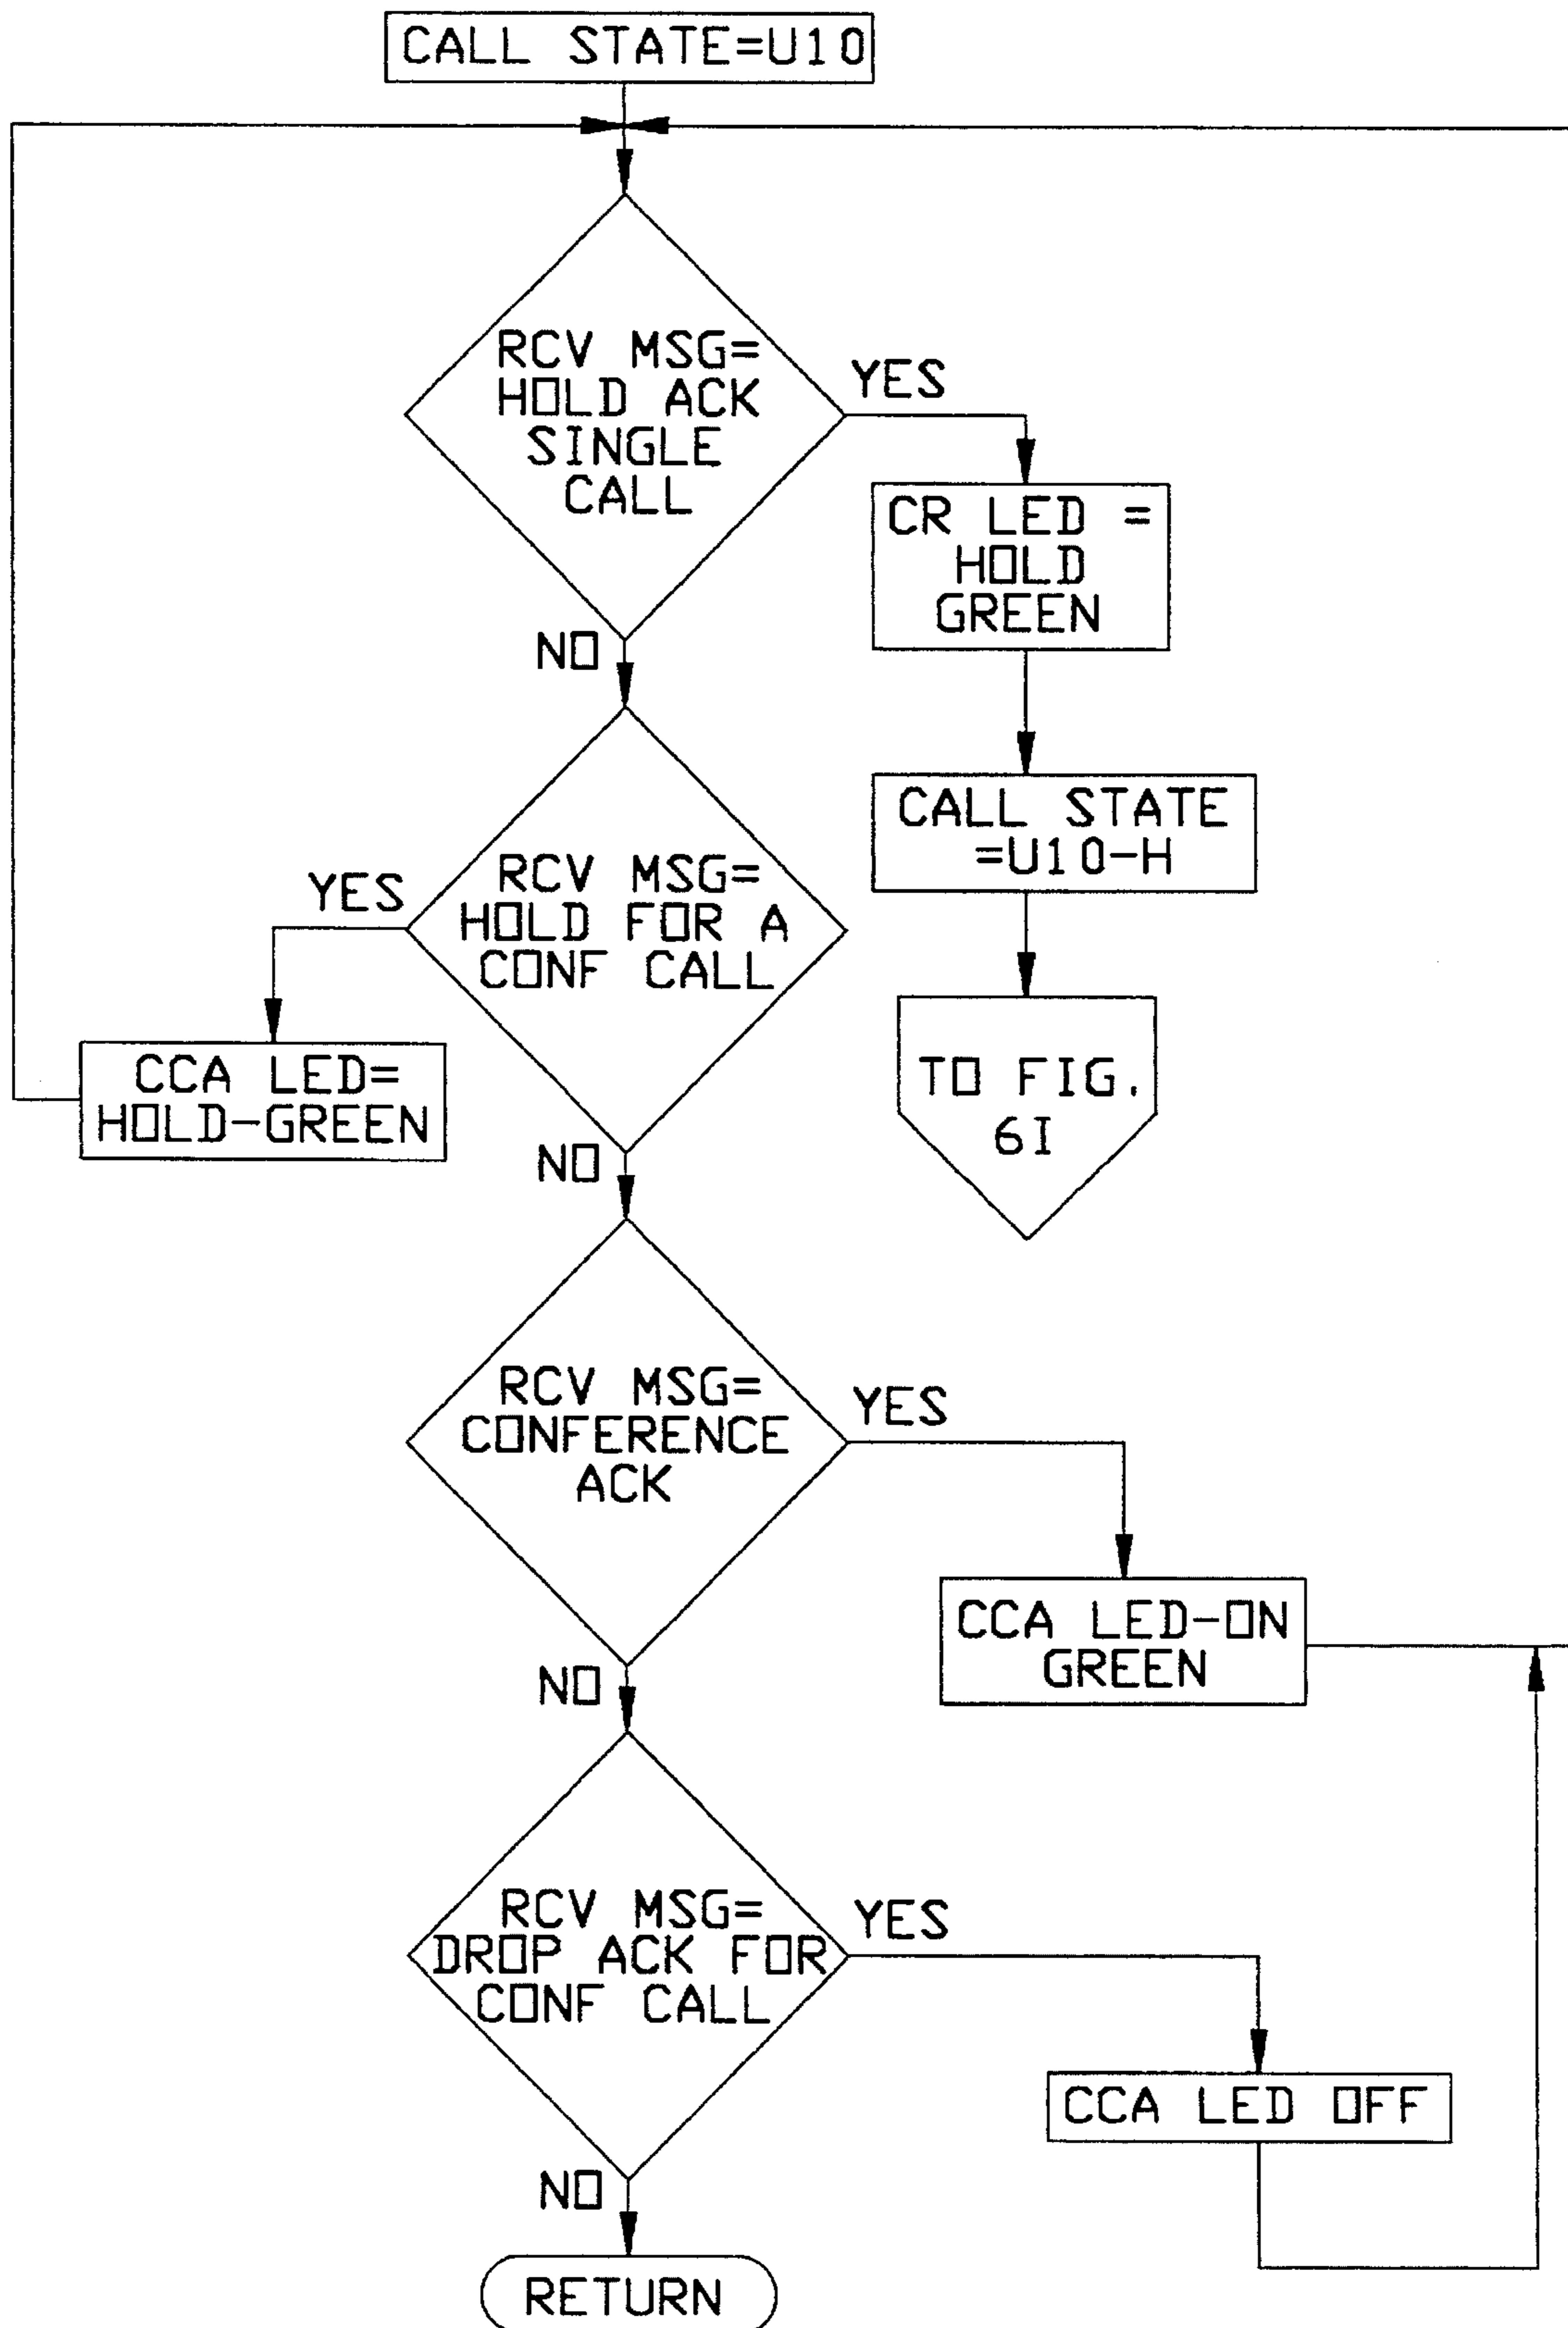 CALL STATE=U10
RCV MSG=
HOLD ACK
SINGLE
CALL
YES
CR LED =
HOLD
GREEN
NO
CALL STATE
=U10-H
RCV MSG=
HOLD FOR A
CONF CALL
YES
CCA LED=
HOLD-GREEN
TO FIG.
6I
NO
RCV MSG=
CONFERENCE
ACK
YES
CCA LED-ON
GREEN
NO
RCV MSG=
DROP ACK FOR
CONF CALL
YES
CCA LED OFF
NO
RETURN